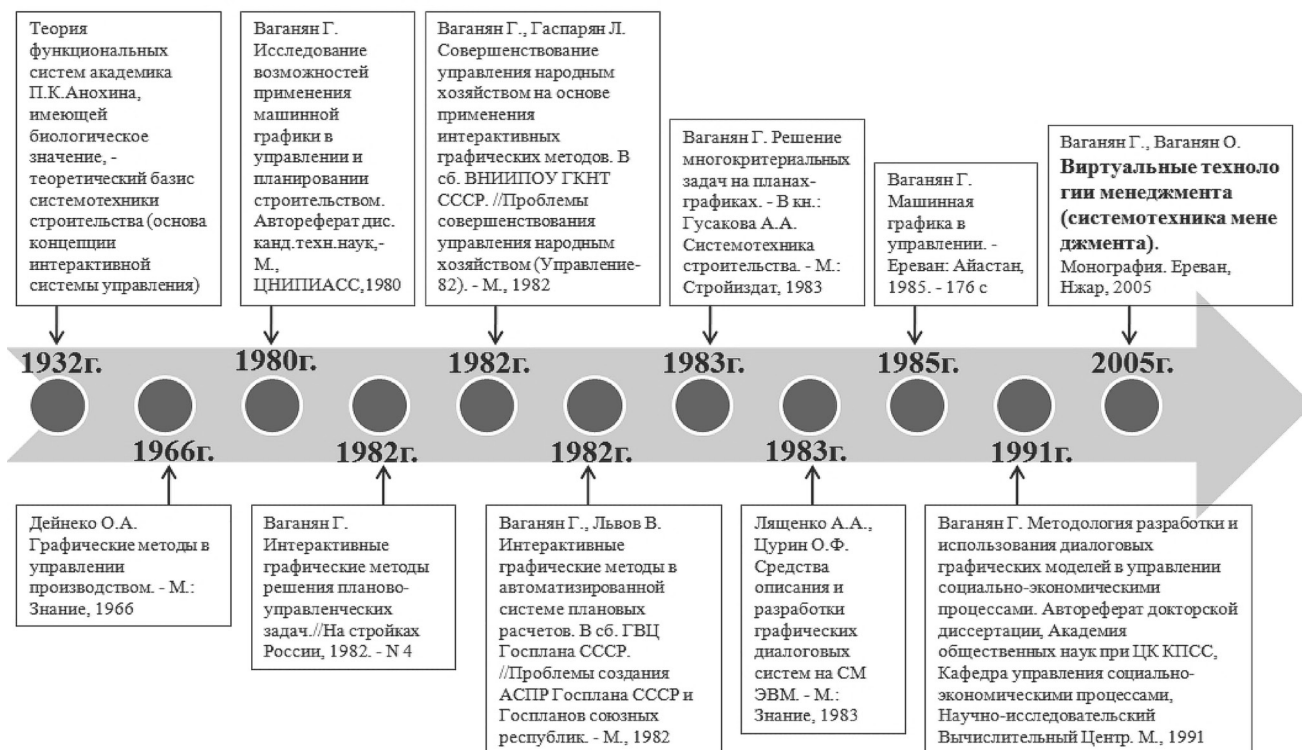 Теория
функциональных
систем академика
П.К.Анохина,
имеющей
биологическое
значение, -
теоретический базис
системотехники
строительства (основа
концепции
интерактивной
системы управления)
Ваганян Г.
Исследование
возможностей
применения
машинной
графики в
управлении и
планировании
строительством.
Автореферат дис.
канд.техн.наук,-
М.,
ЦНИПИАСС,1980
Ваганян Г., Гаспарян Л.
Совершенствование
управления народным
хозяйством на основе
применения
интерактивных
графических методов. В
сб. ВНИИПОУ ГКНТ
СССР. //Проблемы
совершенствования
управления народным
хозяйством (Управление-
82). - М., 1982
Ваганян Г. Решение
многокритериальных
задач на планах-
графиках. - В кн.:
Гусакова А.А.
Системотехника
строительства. - М.:
Стройиздат, 1983
Ваганян Г.
Машинная
графика в
управлении. -
Ереван: Айастан,
1985. - 176 с
Ваганян Г., Ваганян О.
Виртуальные техноло
гии менеджмента
(системотехника мене
джмента).
Монография. Ереван,
Нжар, 2005
1932г.
1980г.
1982г.
1983г.
1985г.
2005г.
1966г.
1982г.
1982г.
1983г.
1991г.
Дейнеко О.А.
Графические методы в
управлении
производством. - М.:
Знание, 1966
Ваганян Г.
Интерактивные
графические методы
решения планово-
управленческих
задач.//На стройках
России, 1982. - N 4
Ваганян Г., Львов В.
Интерактивные
графические методы в
автоматизированной
системе плановых
расчетов. В сб. ГВЦ
Госплана СССР.
//Проблемы создания
АСПР Госплана СССР и
Госпланов союзных
республик. - М., 1982
Лященко А.А.,
Цурин О.Ф.
Средства
описания и
разработки
графических
диалоговых
систем на СМ
ЭВМ. - М.:
Знание, 1983
Ваганян Г. Методология разработки и
использования диалоговых
графических моделей в управлении
социально-экономическими
процессами. Автореферат докторской
диссертации, Академия
общественных наук при ЦК КПСС,
Кафедра управления социально-
экономическими процессами,
Научно-исследовательский
Вычислительный Центр. М., 1991